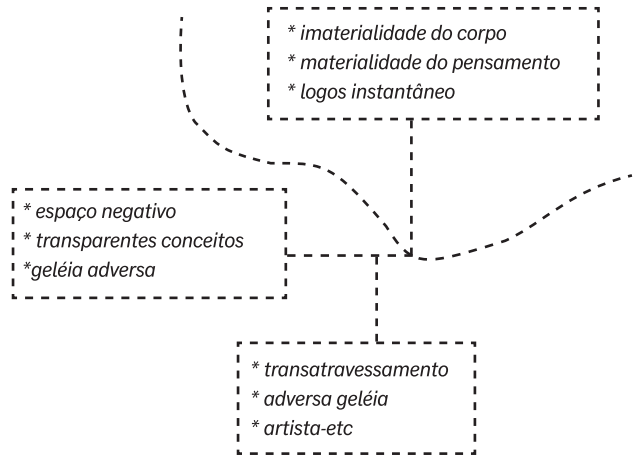 * imaterialidade do corpo
* materialidade do pensamento
* logos instantâneo
* espaço negativo
* transparentes conceitos
*geléia adversa
* transatravessamento
* adversa geléia
* artista-etc